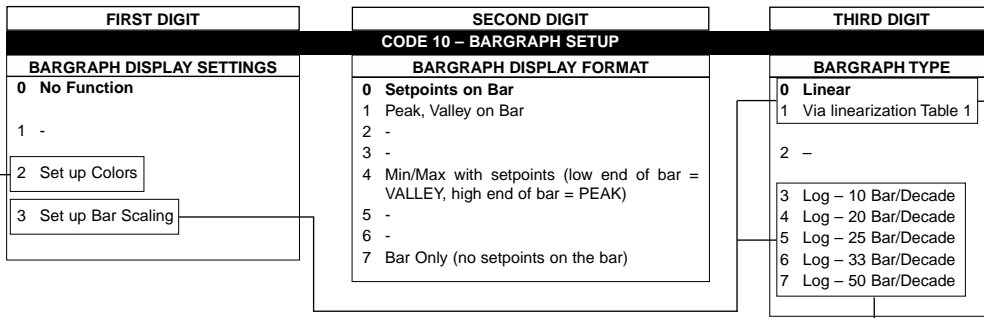 FIRST DIGIT
SECOND DIGIT
THIRD DIGIT
CODE 10 – BARGRAPH SETUP
BARGRAPH DISPLAY SETTINGS
0 No Function
1 -
2 Set up Colors
3 Set up Bar Scaling
BARGRAPH DISPLAY FORMAT
0 Setpoints on Bar
1 Peak, Valley on Bar
2 -
3 -
4 Min/Max with setpoints (low end of bar =
VALLEY, high end of bar = PEAK)
5 -
6 -
7 Bar Only (no setpoints on the bar)
BARGRAPH TYPE
0 Linear
1 Via linearization Table 1
2 –
3 Log – 10 Bar/Decade
4 Log – 20 Bar/Decade
5 Log – 25 Bar/Decade
6 Log – 33 Bar/Decade
7 Log – 50 Bar/Decade